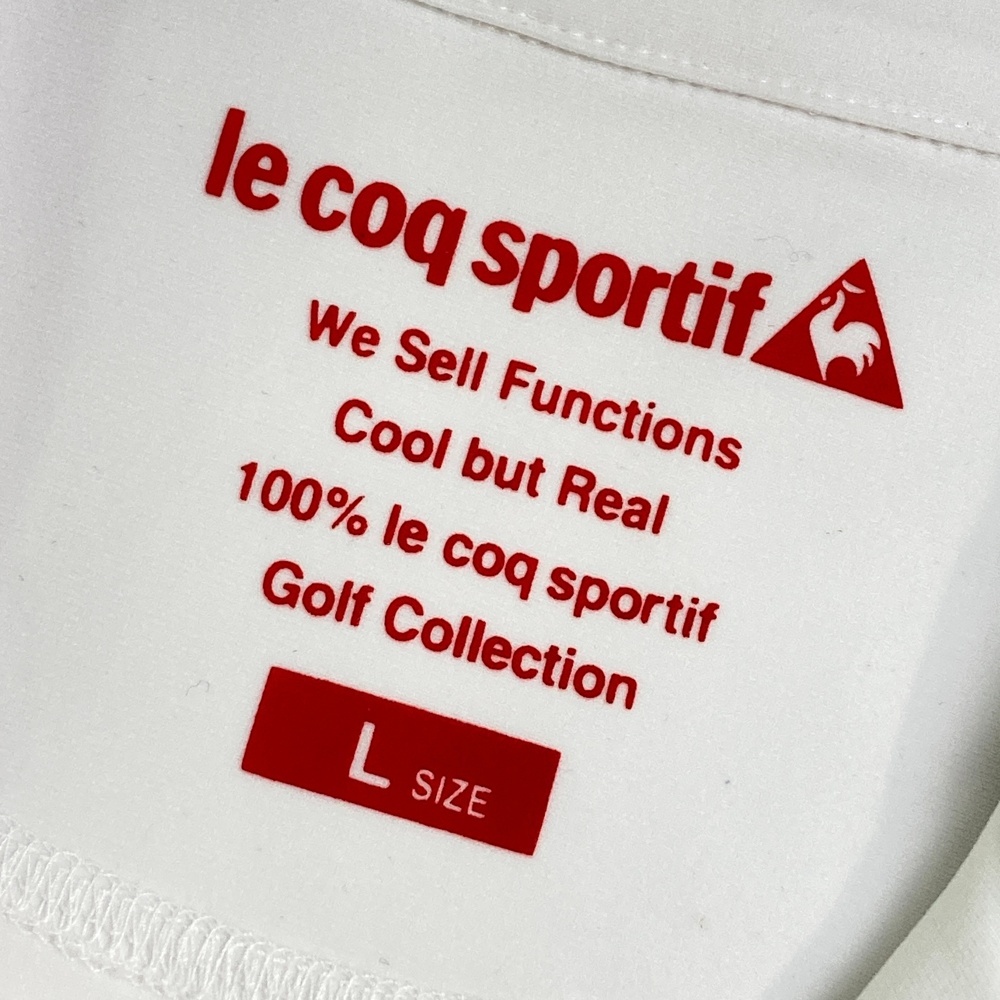 le coq sportif
We Sell Functions
Cool but Real
100% le coq sportif
Golf Collection
L SIZE